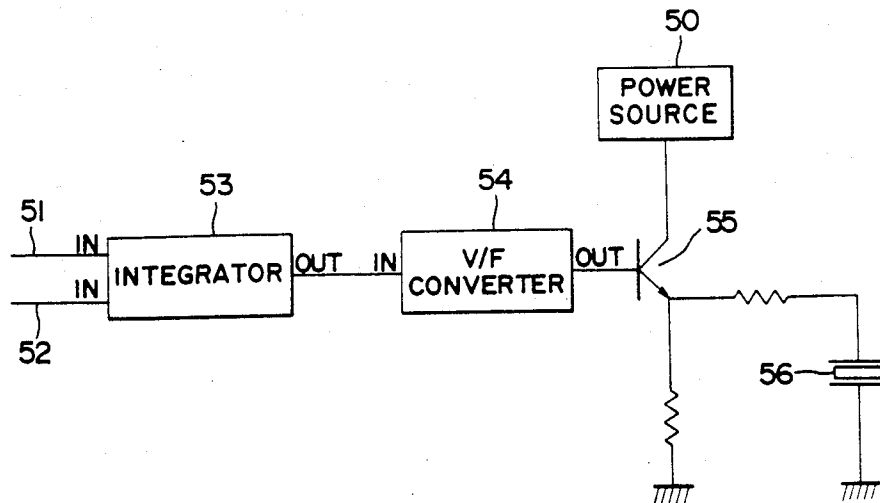 50
POWER
SOURCE
51
IN
53
INTEGRATOR
OUT
IN
52
54
IN
V/F
CONVERTER
OUT
55
56